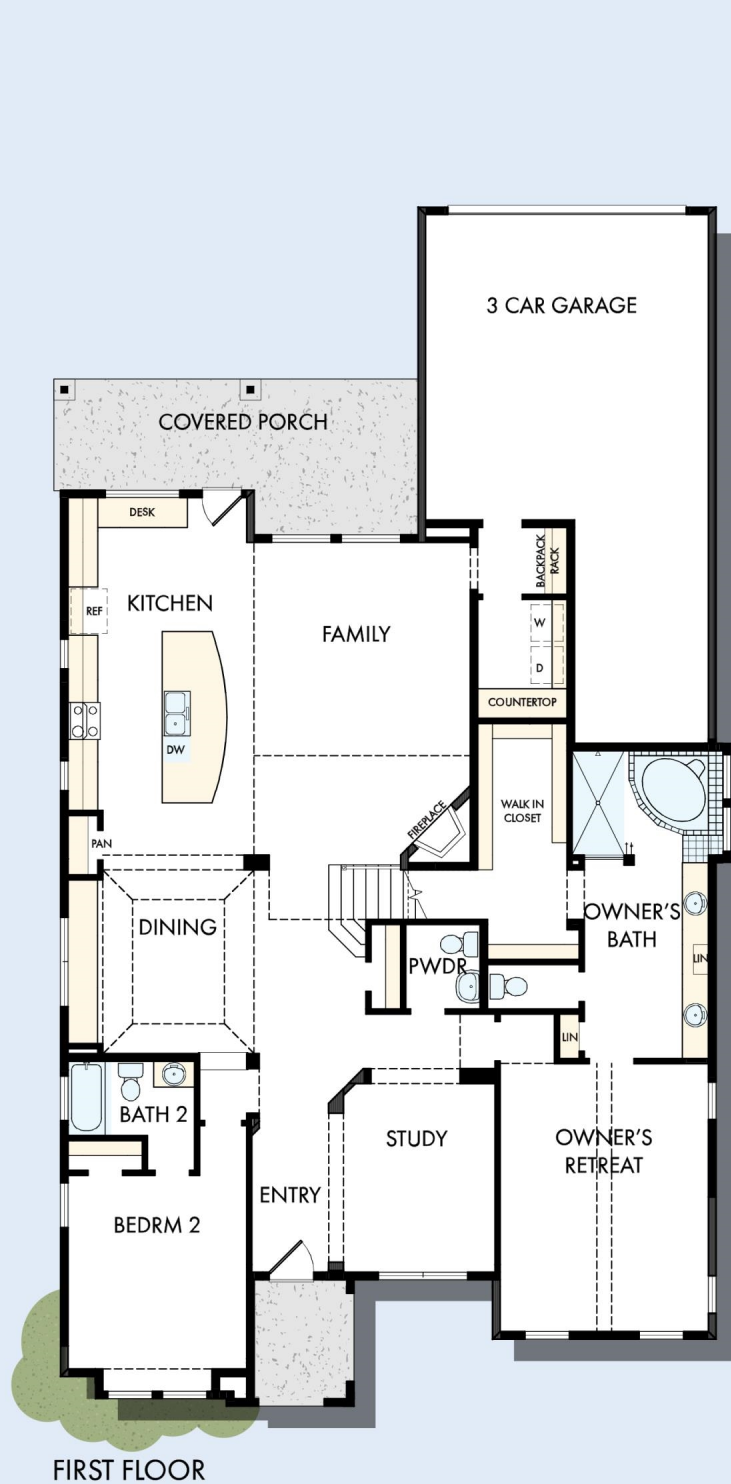 3 CAR GARAGE
COVERED PORCH
DESK
BACKPACK
RACK
KITCHEN
REF
FAMILY
W
D
COUNTERTOP
DW
WALK IN
CLOSET
FIREPLACE
PAN
DINING
OWNER'S
BATH
PWDR
LIN
LIN
BATH 2
STUDY
OWNER'S
RETREAT
ENTRY
BEDRM 2
FIRST FLOOR